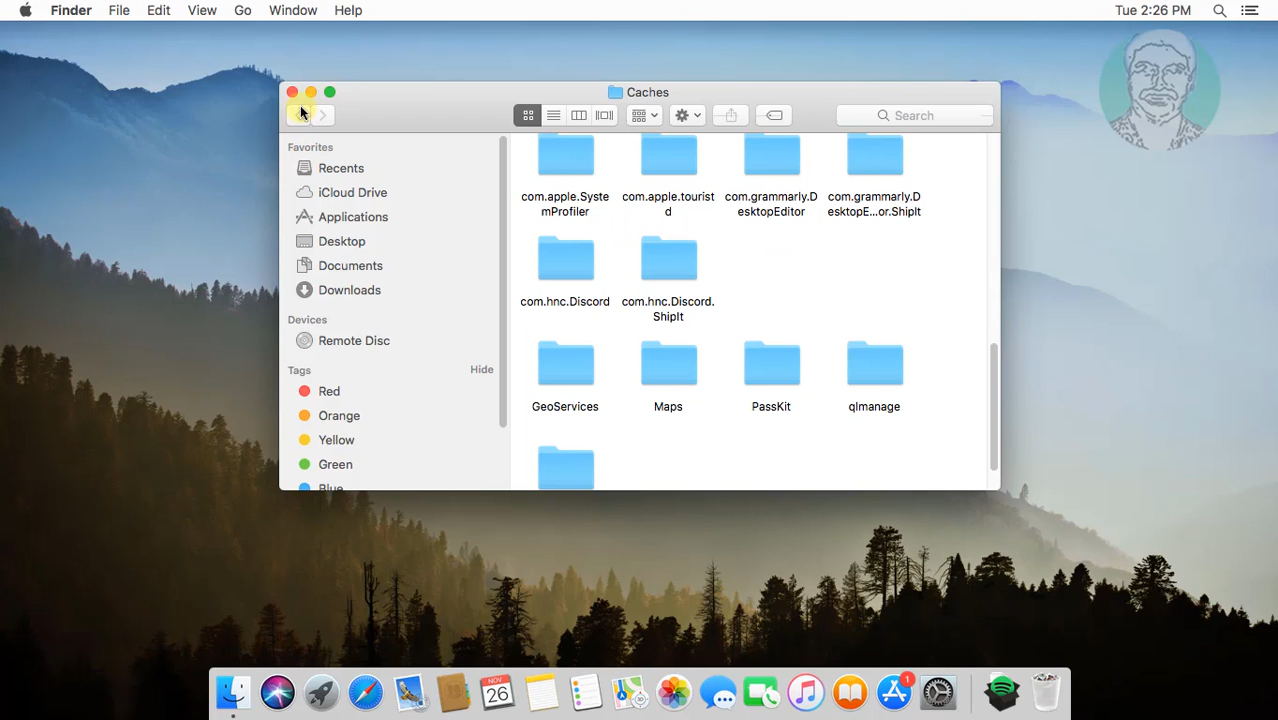 Finder File Edit View Go Window Help Tue 2:26 PM
Caches
Search
Favorites
Recents
iCloud Drive
Applications
Desktop
Documents
Downloads
Devices
Remote Disc
Tags Hide
Red
Orange
Yellow
Green
Blue
com.apple.Syste
mProfiler
com.apple.tourist
d
com.grammarly.D
esktopEditor
com.grammarly.D
esktopE...or.ShipIt
com.hnc.Discord
com.hnc.Discord.
ShipIt
GeoServices
Maps
PassKit
qlmanage
NOV
26
1